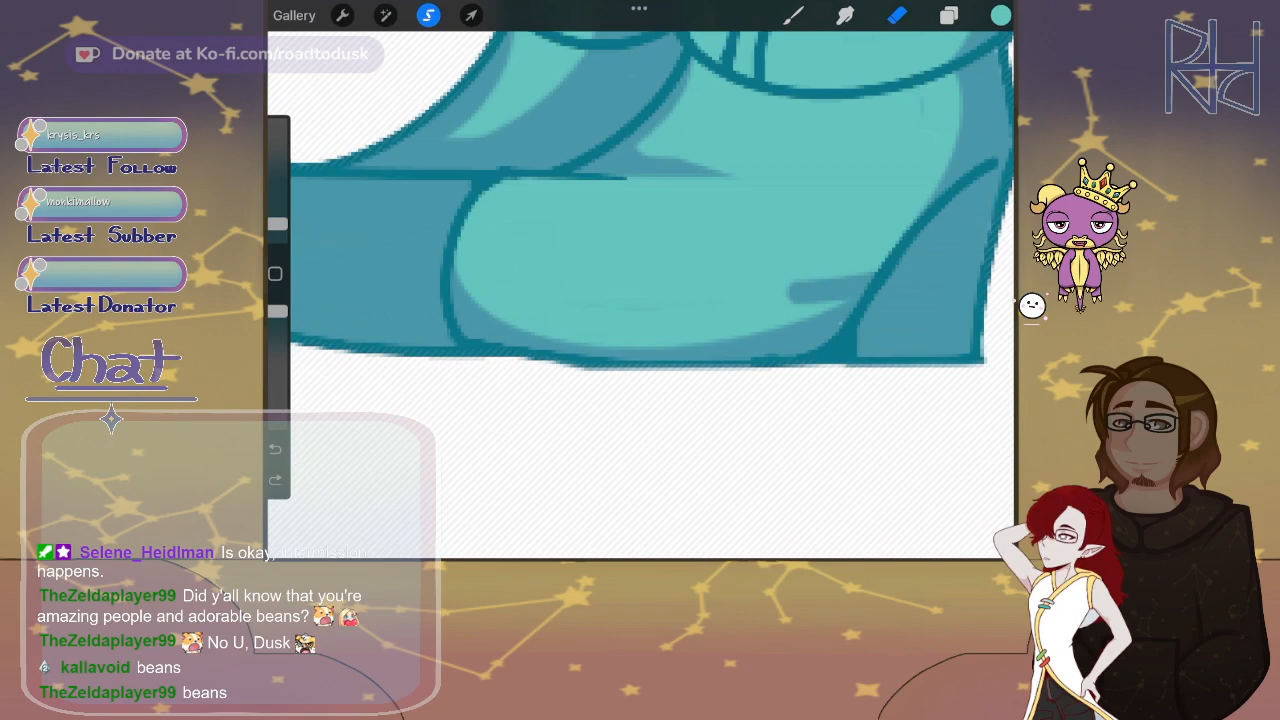 Gallery
Donate at Ko-fi.com/roadtodusk
krysis_krs
Latest Follow
monkimallow
Latest Subber
Latest Donator
Chat
Selene_Heidlman Is okay,
happens.
TheZeldaplayer99 Did y'all know that you're
amazing people and adorable beans?
TheZeldaplayer99 No U, Dusk
kallavoid beans
TheZeldaplayer99 beans